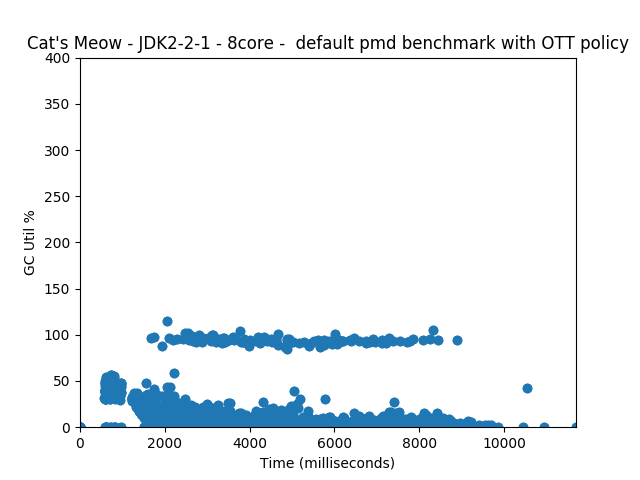 Cat's Meow - JDK2-2-1 - 8core -  default pmd benchmark with OTT policy
400
350
300
250
200
150
100
50
0
GC Util %
0 2000 4000 6000 8000 10000
Time (milliseconds)